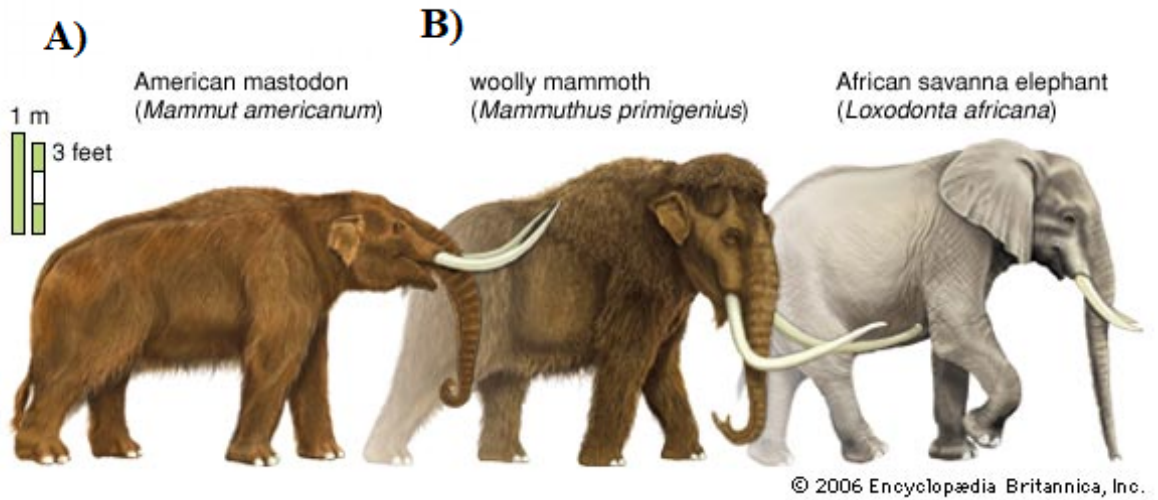 A)
B)
American mastodon
(Mammut americanum)
woolly mammoth
(Mammuthus primigenius)
African savanna elephant
(Loxodonta africana)
1 m
3 feet
© 2006 Encyclopædia Britannica, Inc.